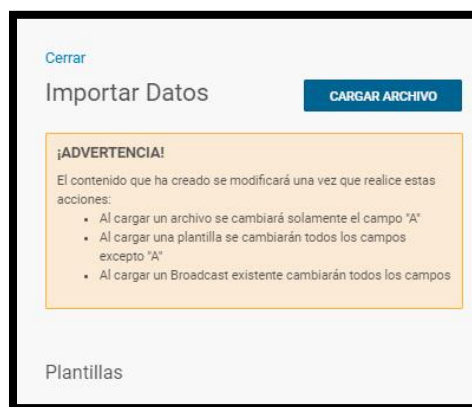 Cerrar
Importar Datos
CARGAR ARCHIVO
¡ADVERTENCIA!
El contenido que ha creado se modificará una vez que realice estas
acciones:
• Al cargar un archivo se cambiará solamente el campo "A"
• Al cargar una plantilla se cambiarán todos los campos
excepto "A"
• Al cargar un Broadcast existente cambiarán todos los campos
Plantillas